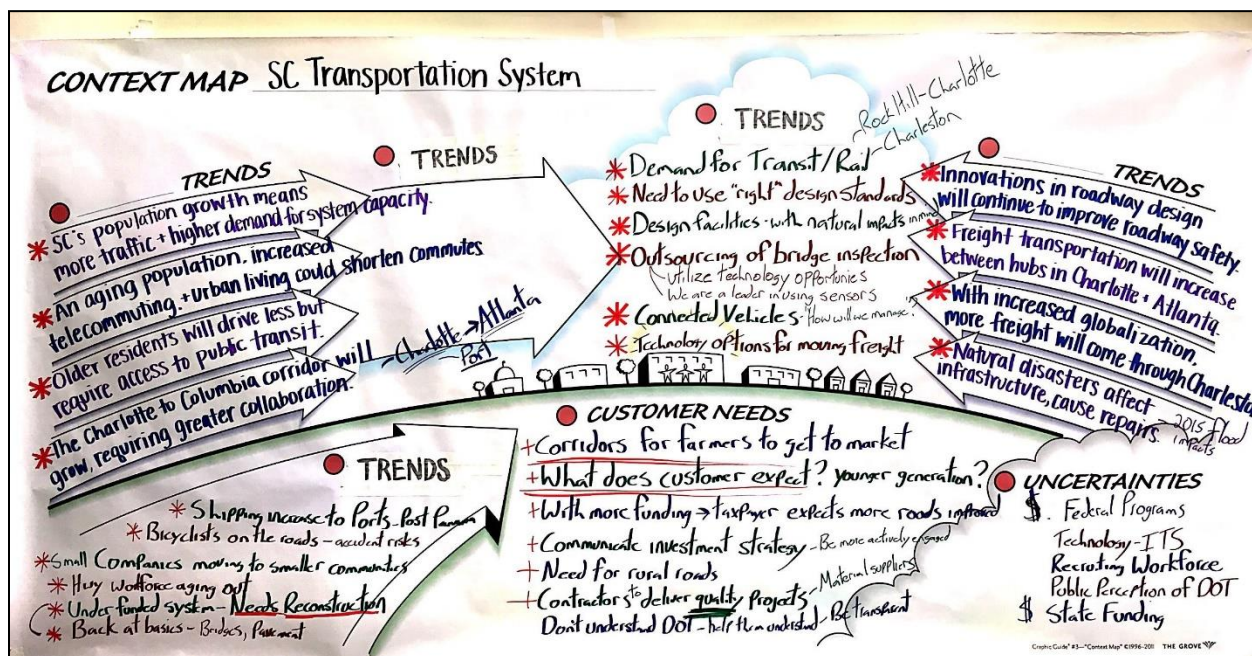 CONTEXT MAP SC Transportation System
TRENDS
SC's population growth means
more traffic + higher demand for system capacity.
An aging population, increased
telecommuting, + urban living could shorten commutes
Older residents will drive less but
require access to public transit.
The Charlotte to Columbia corridor will
grow, requiring greater collaboration.
TRENDS
Charlotte → Atlanta
Port
TRENDS
Rock Hill - Charlotte
Charleston
Demand for Transit/Rail
Need to use "right" design standards
Design facilities - with natural impacts in mind
Outsourcing of bridge inspection
Utilize technology opportunies
We are a leader in using sensors
Connected Vehicles - "How will we manage?"
Technology options for moving freight
TRENDS
Innovations in roadway design
will continue to improve roadway safety.
Freight transportation will increase
between hubs in Charlotte + Atlanta.
With increased globalization,
more freight will come through Charleston
Natural disasters affect
infrastructure, cause repairs.
2015 flood
impacts
TRENDS
Shipping increase to Ports - Post Panama
Bicyclists on the roads - accident risks
Small Companies moving to smaller communities
Hwy Workforce aging out
Under funded system - Needs Reconstruction
Back at basics - Bridges, Pavement
CUSTOMER NEEDS
+ Corridors for farmers to get to market
+ What does customer expect? younger generation?
+ With more funding → taxpayer expects more roads improved
+ Communicate investment strategy - Be more actively engaged
+ Need for rural roads
+ Contractors to deliver quality Projects - Material suppliers
Don't understand DOT - help them understand - Be transparent
UNCERTAINTIES
$ Federal Programs
Technology - ITS
Recruiting Workforce
Public Perception of DOT
$ State Funding
Graphic Guide® #3—"Context Map" ©1996–2011 THE GROVE